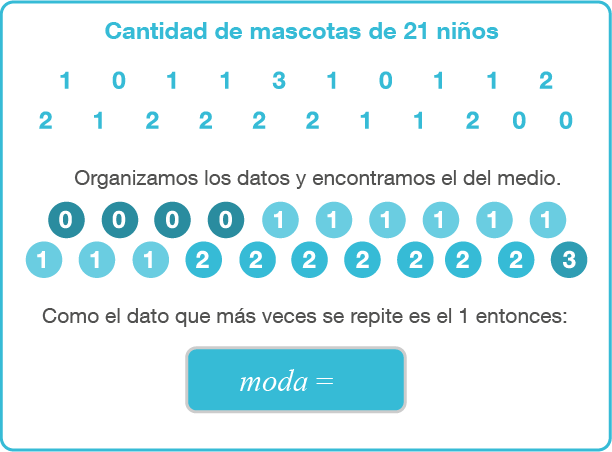 Cantidad de mascotas de 21 niños
1 0 1 1 3 1 0 1 1 2
2 1 2 2 2 2 1 1 2 0 0
Organizamos los datos y encontramos el del medio.
0 0 0 0 1 1 1 1 1 1
1 1 1 2 2 2 2 2 2 2 3
Como el dato que más veces se repite es el 1 entonces:
moda =